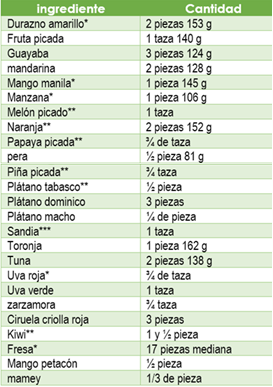 ingrediente Cantidad
Durazno amarillo* 2 piezas 153 g
Fruta picada 1 taza 140 g
Guayaba 3 piezas 124 g
mandarina 2 piezas 128 g
Mango manila* 1 pieza 145 g
Manzana* 1 pieza 106 g
Melón picado** 1 taza
Naranja** 2 piezas 152 g
Papaya picada** ¾ de taza
pera ½ pieza 81 g
Piña picada** ¾ taza
Plátano tabasco** ½ pieza
Plátano dominico 3 piezas
Plátano macho ¼ de pieza
Sandia*** 1 taza
Toronja 1 pieza 162 g
Tuna 2 piezas 138 g
Uva roja* ¾ de taza
Uva verde 1 taza
zarzamora ¾ taza
Ciruela criolla roja 3 piezas
Kiwi** 1 y ½ pieza
Fresa* 17 piezas mediana
Mango petacón ½ pieza
mamey 1/3 de pieza